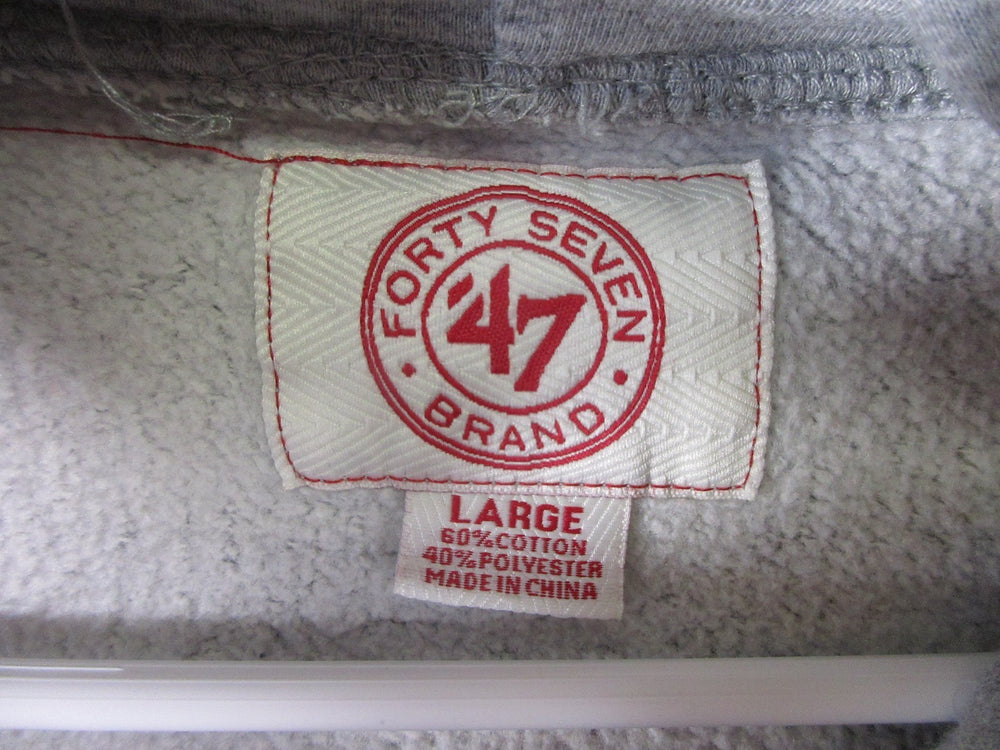 FORTY SEVEN
'47
BRAND
LARGE
60% COTTON
40% POLYESTER
MADE IN CHINA